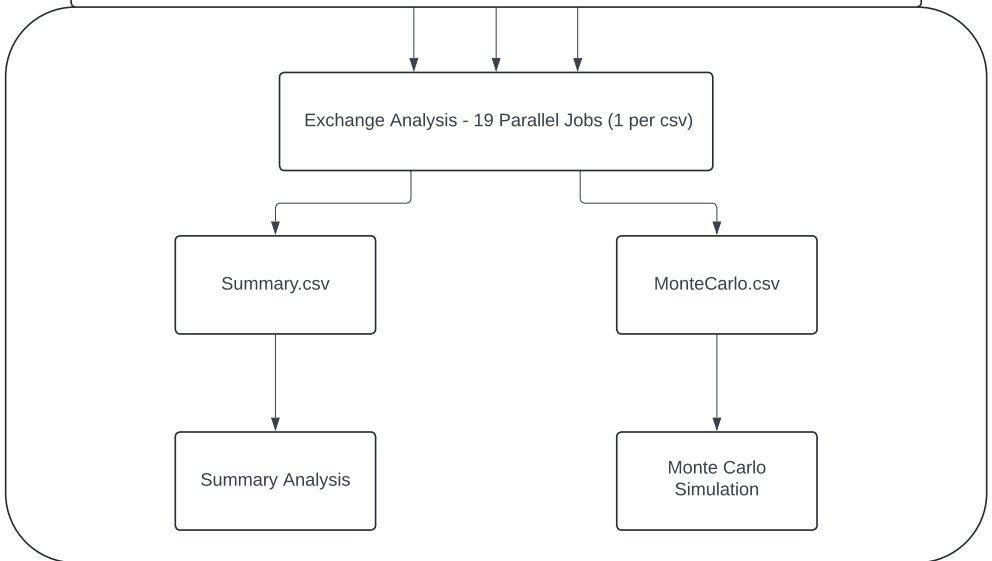 Exchange Analysis - 19 Parallel Jobs (1 per csv)
Summary.csv
MonteCarlo.csv
Summary Analysis
Monte Carlo
Simulation